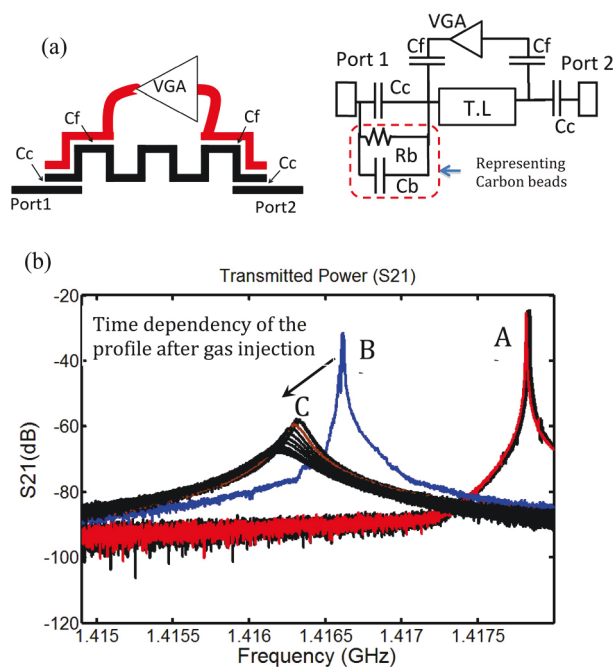 (a)
VGA
Cf
Cf
Cc
Cc
Port1
Port2
VGA
Cf
Cf
Port 1
Port 2
Cc
T.L
Cc
Rb
Cb
Representing
Carbon beads
(b)
Transmitted Power (S21)
-20
-40
-60
-80
-100
-120
S21(dB)
Time dependency of the
profile after gas injection
A
B
C
1.415
1.4155
1.416
1.4165
1.417
1.4175
Frequency (GHz)